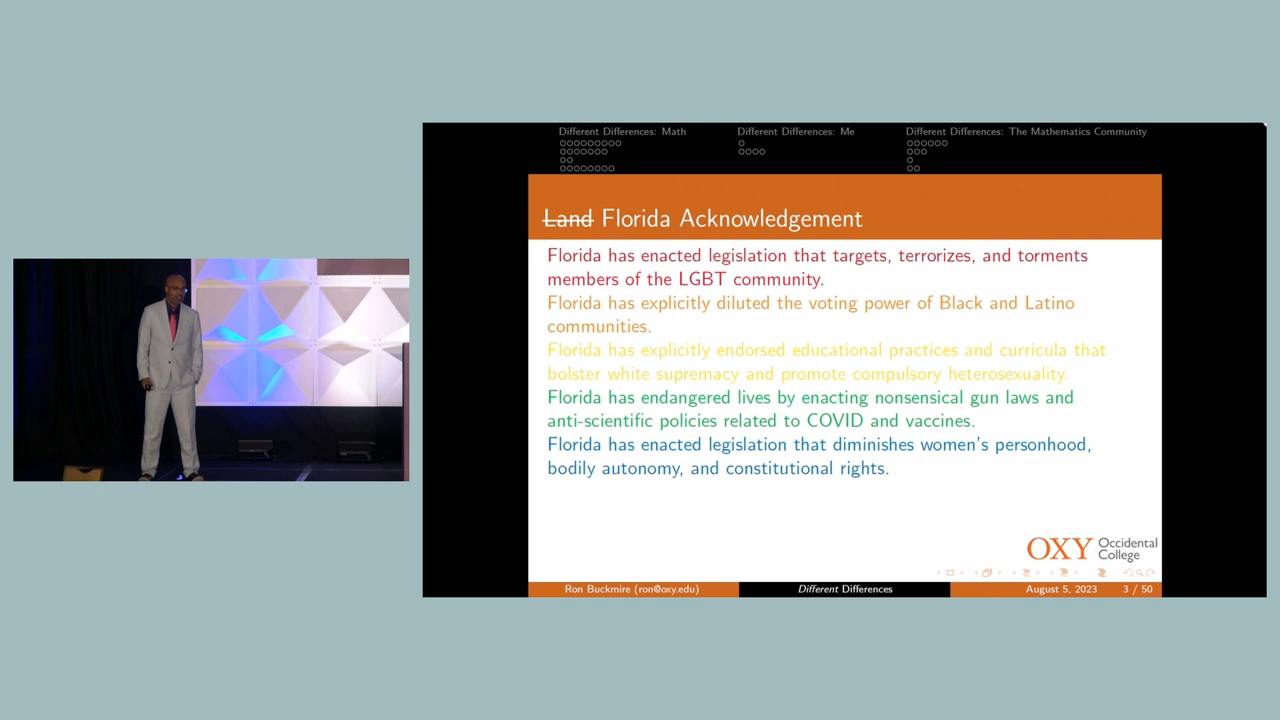 Different Differences: Math
Different Differences: Me
Different Differences: The Mathematics Community
Land Florida Acknowledgement
Florida has enacted legislation that targets, terrorizes, and torments
members of the LGBT community.
Florida has explicitly diluted the voting power of Black and Latino
communities.
Florida has explicitly endorsed educational practices and curricula that
bolster white supremacy and promote compulsory heterosexuality.
Florida has endangered lives by enacting nonsensical gun laws and
anti-scientific policies related to COVID and vaccines.
Florida has enacted legislation that diminishes women's personhood,
bodily autonomy, and constitutional rights.
OXY Occidental
College
Ron Buckmire (ron@oxy.edu)
Different Differences
August 5, 2023
3 / 50